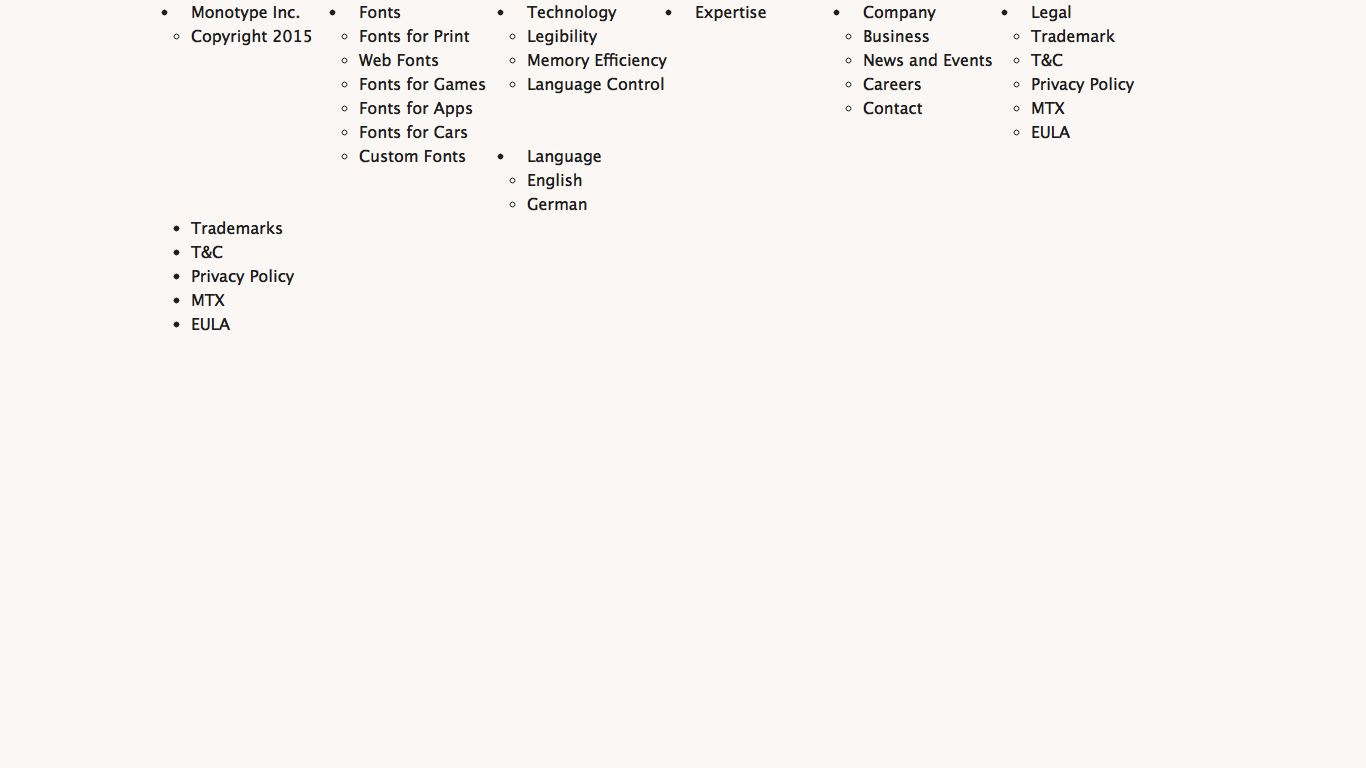 Monotype Inc.
Copyright 2015
Fonts
Fonts for Print
Web Fonts
Fonts for Games
Fonts for Apps
Fonts for Cars
Custom Fonts
Technology
Legibility
Memory Efficiency
Language Control
Expertise
Company
Business
News and Events
Careers
Contact
Legal
Trademark
T&C
Privacy Policy
MTX
EULA
Language
English
German
Trademarks
T&C
Privacy Policy
MTX
EULA